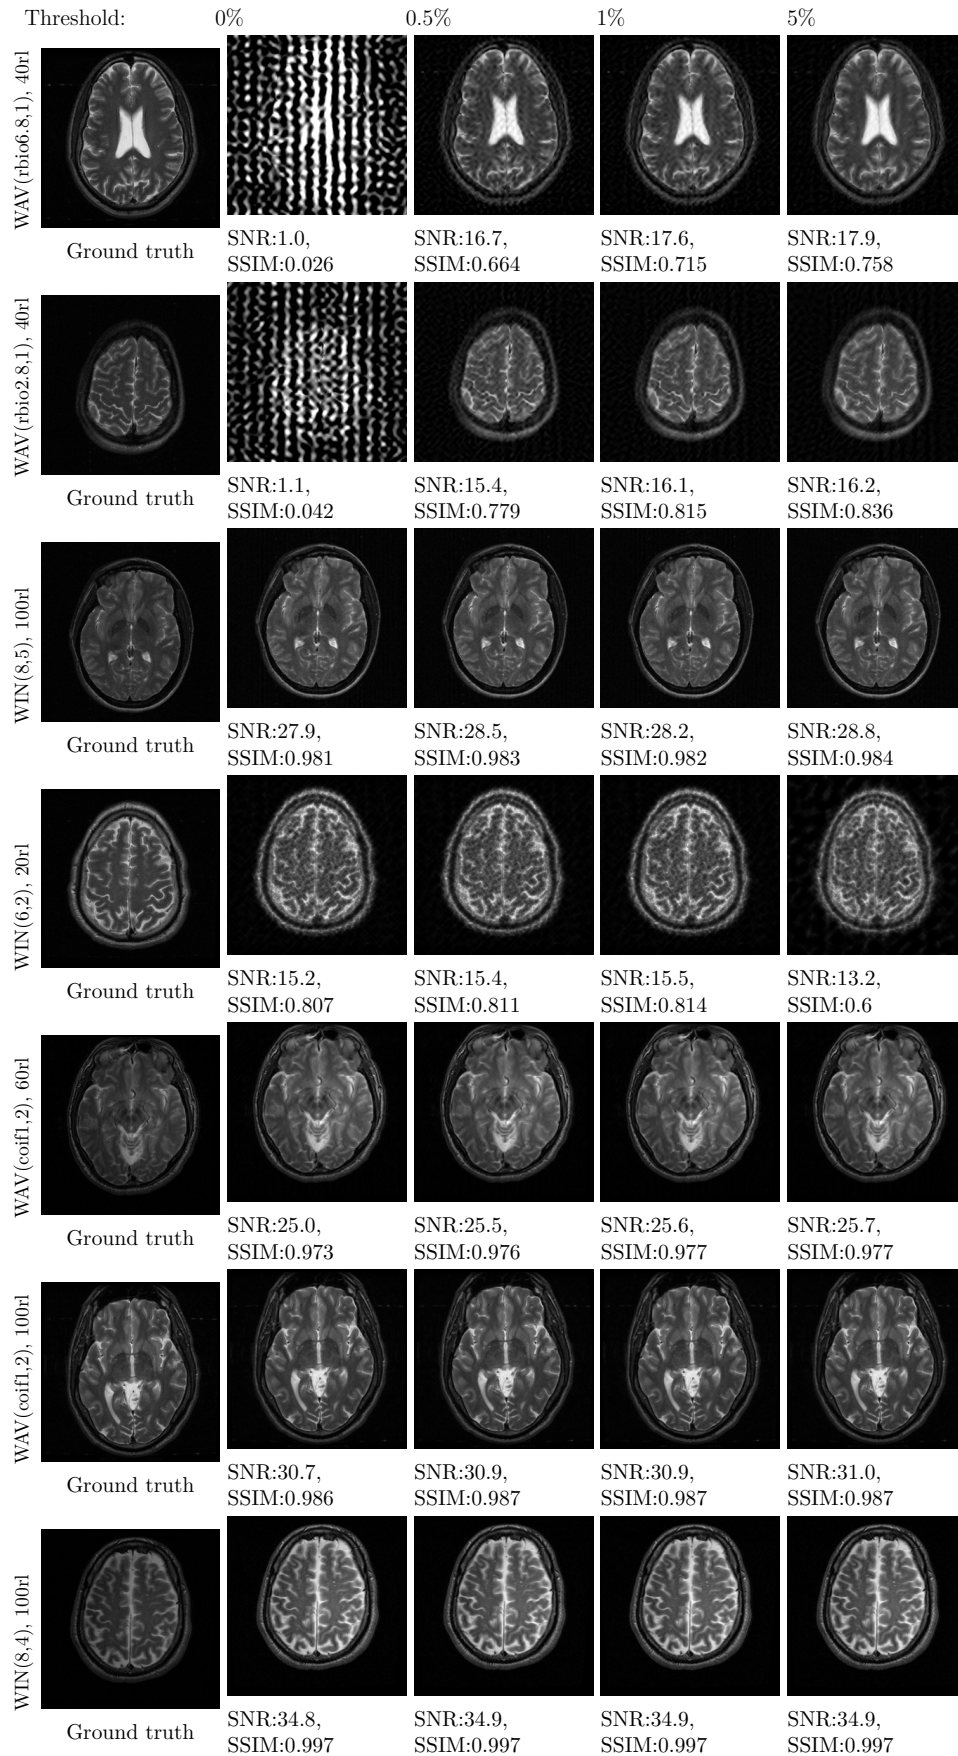 Threshold: 0% 0.5% 1% 5%
WAV(rbio6.8,1), 40rl
Ground truth
SNR:1.0,
SSIM:0.026
SNR:16.7,
SSIM:0.664
SNR:17.6,
SSIM:0.715
SNR:17.9,
SSIM:0.758
WAV(rbio2.8,1), 40rl
Ground truth
SNR:1.1,
SSIM:0.042
SNR:15.4,
SSIM:0.779
SNR:16.1,
SSIM:0.815
SNR:16.2,
SSIM:0.836
WIN(8,5), 100rl
Ground truth
SNR:27.9,
SSIM:0.981
SNR:28.5,
SSIM:0.983
SNR:28.2,
SSIM:0.982
SNR:28.8,
SSIM:0.984
WIN(6,2), 20rl
Ground truth
SNR:15.2,
SSIM:0.807
SNR:15.4,
SSIM:0.811
SNR:15.5,
SSIM:0.814
SNR:13.2,
SSIM:0.6
WAV(coif1,2), 60rl
Ground truth
SNR:25.0,
SSIM:0.973
SNR:25.5,
SSIM:0.976
SNR:25.6,
SSIM:0.977
SNR:25.7,
SSIM:0.977
WAV(coif1,2), 100rl
Ground truth
SNR:30.7,
SSIM:0.986
SNR:30.9,
SSIM:0.987
SNR:30.9,
SSIM:0.987
SNR:31.0,
SSIM:0.987
WIN(8,4), 100rl
Ground truth
SNR:34.8,
SSIM:0.997
SNR:34.9,
SSIM:0.997
SNR:34.9,
SSIM:0.997
SNR:34.9,
SSIM:0.997